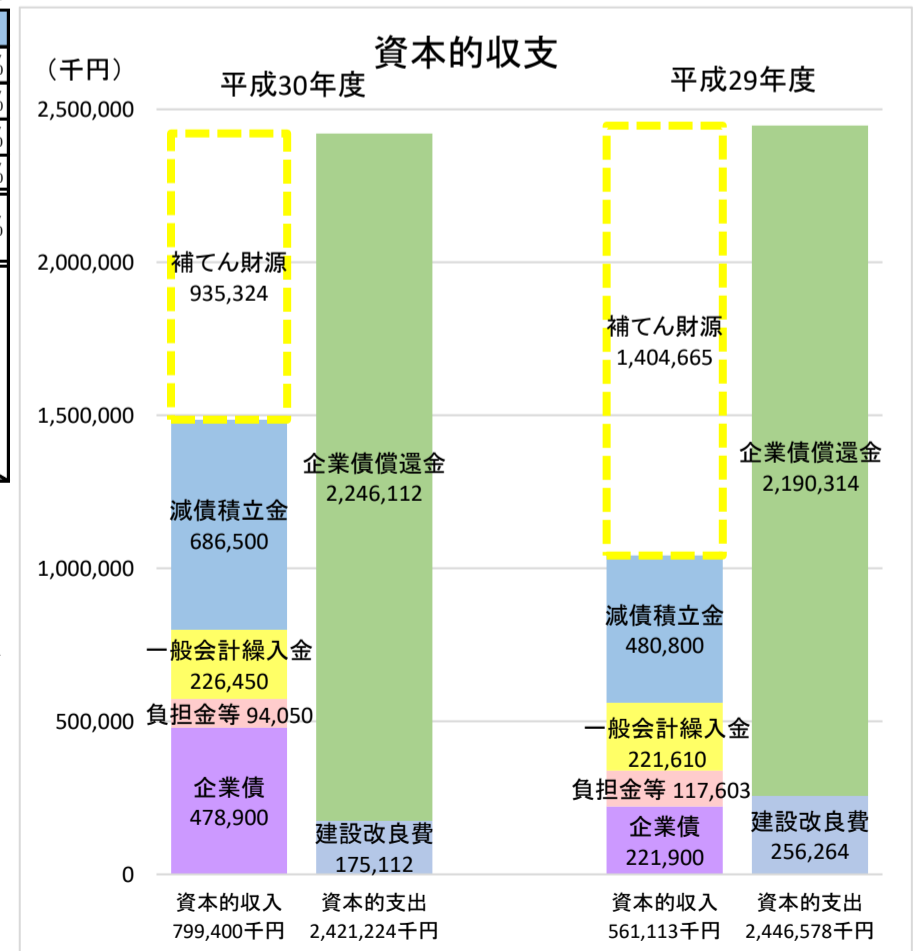 資本的収支
（千円）
平成30年度
平成29年度
2,500,000
2,000,000
1,500,000
1,000,000
500,000
0
補てん財源
935,324
減債積立金
686,500
一般会計繰入金
226,450
負担金等 94,050
企業債
478,900
企業債償還金
2,246,112
建設改良費
175,112
補てん財源
1,404,665
減債積立金
480,800
一般会計繰入金
221,610
負担金等 117,603
企業債
221,900
企業債償還金
2,190,314
建設改良費
256,264
資本的収入
799,400千円
資本的支出
2,421,224千円
資本的収入
561,113千円
資本的支出
2,446,578千円